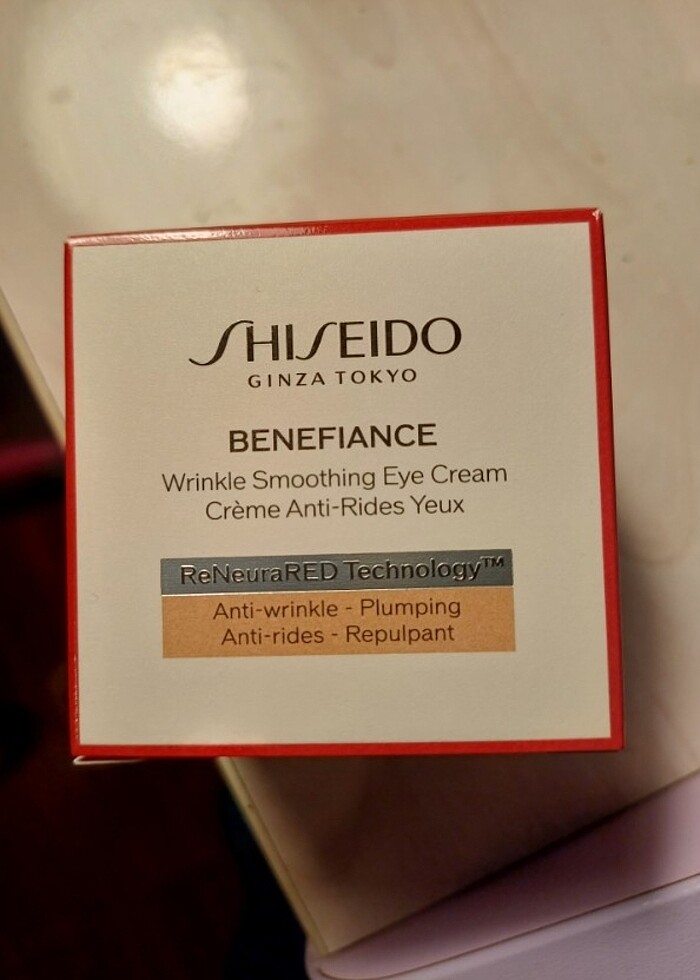 SHISEIDO
GINZA TOKYO
BENEFIANCE
Wrinkle Smoothing Eye Cream
Crème Anti-Rides Yeux
ReNeuraRED Technology™
Anti-wrinkle - Plumping
Anti-rides - Repulpant